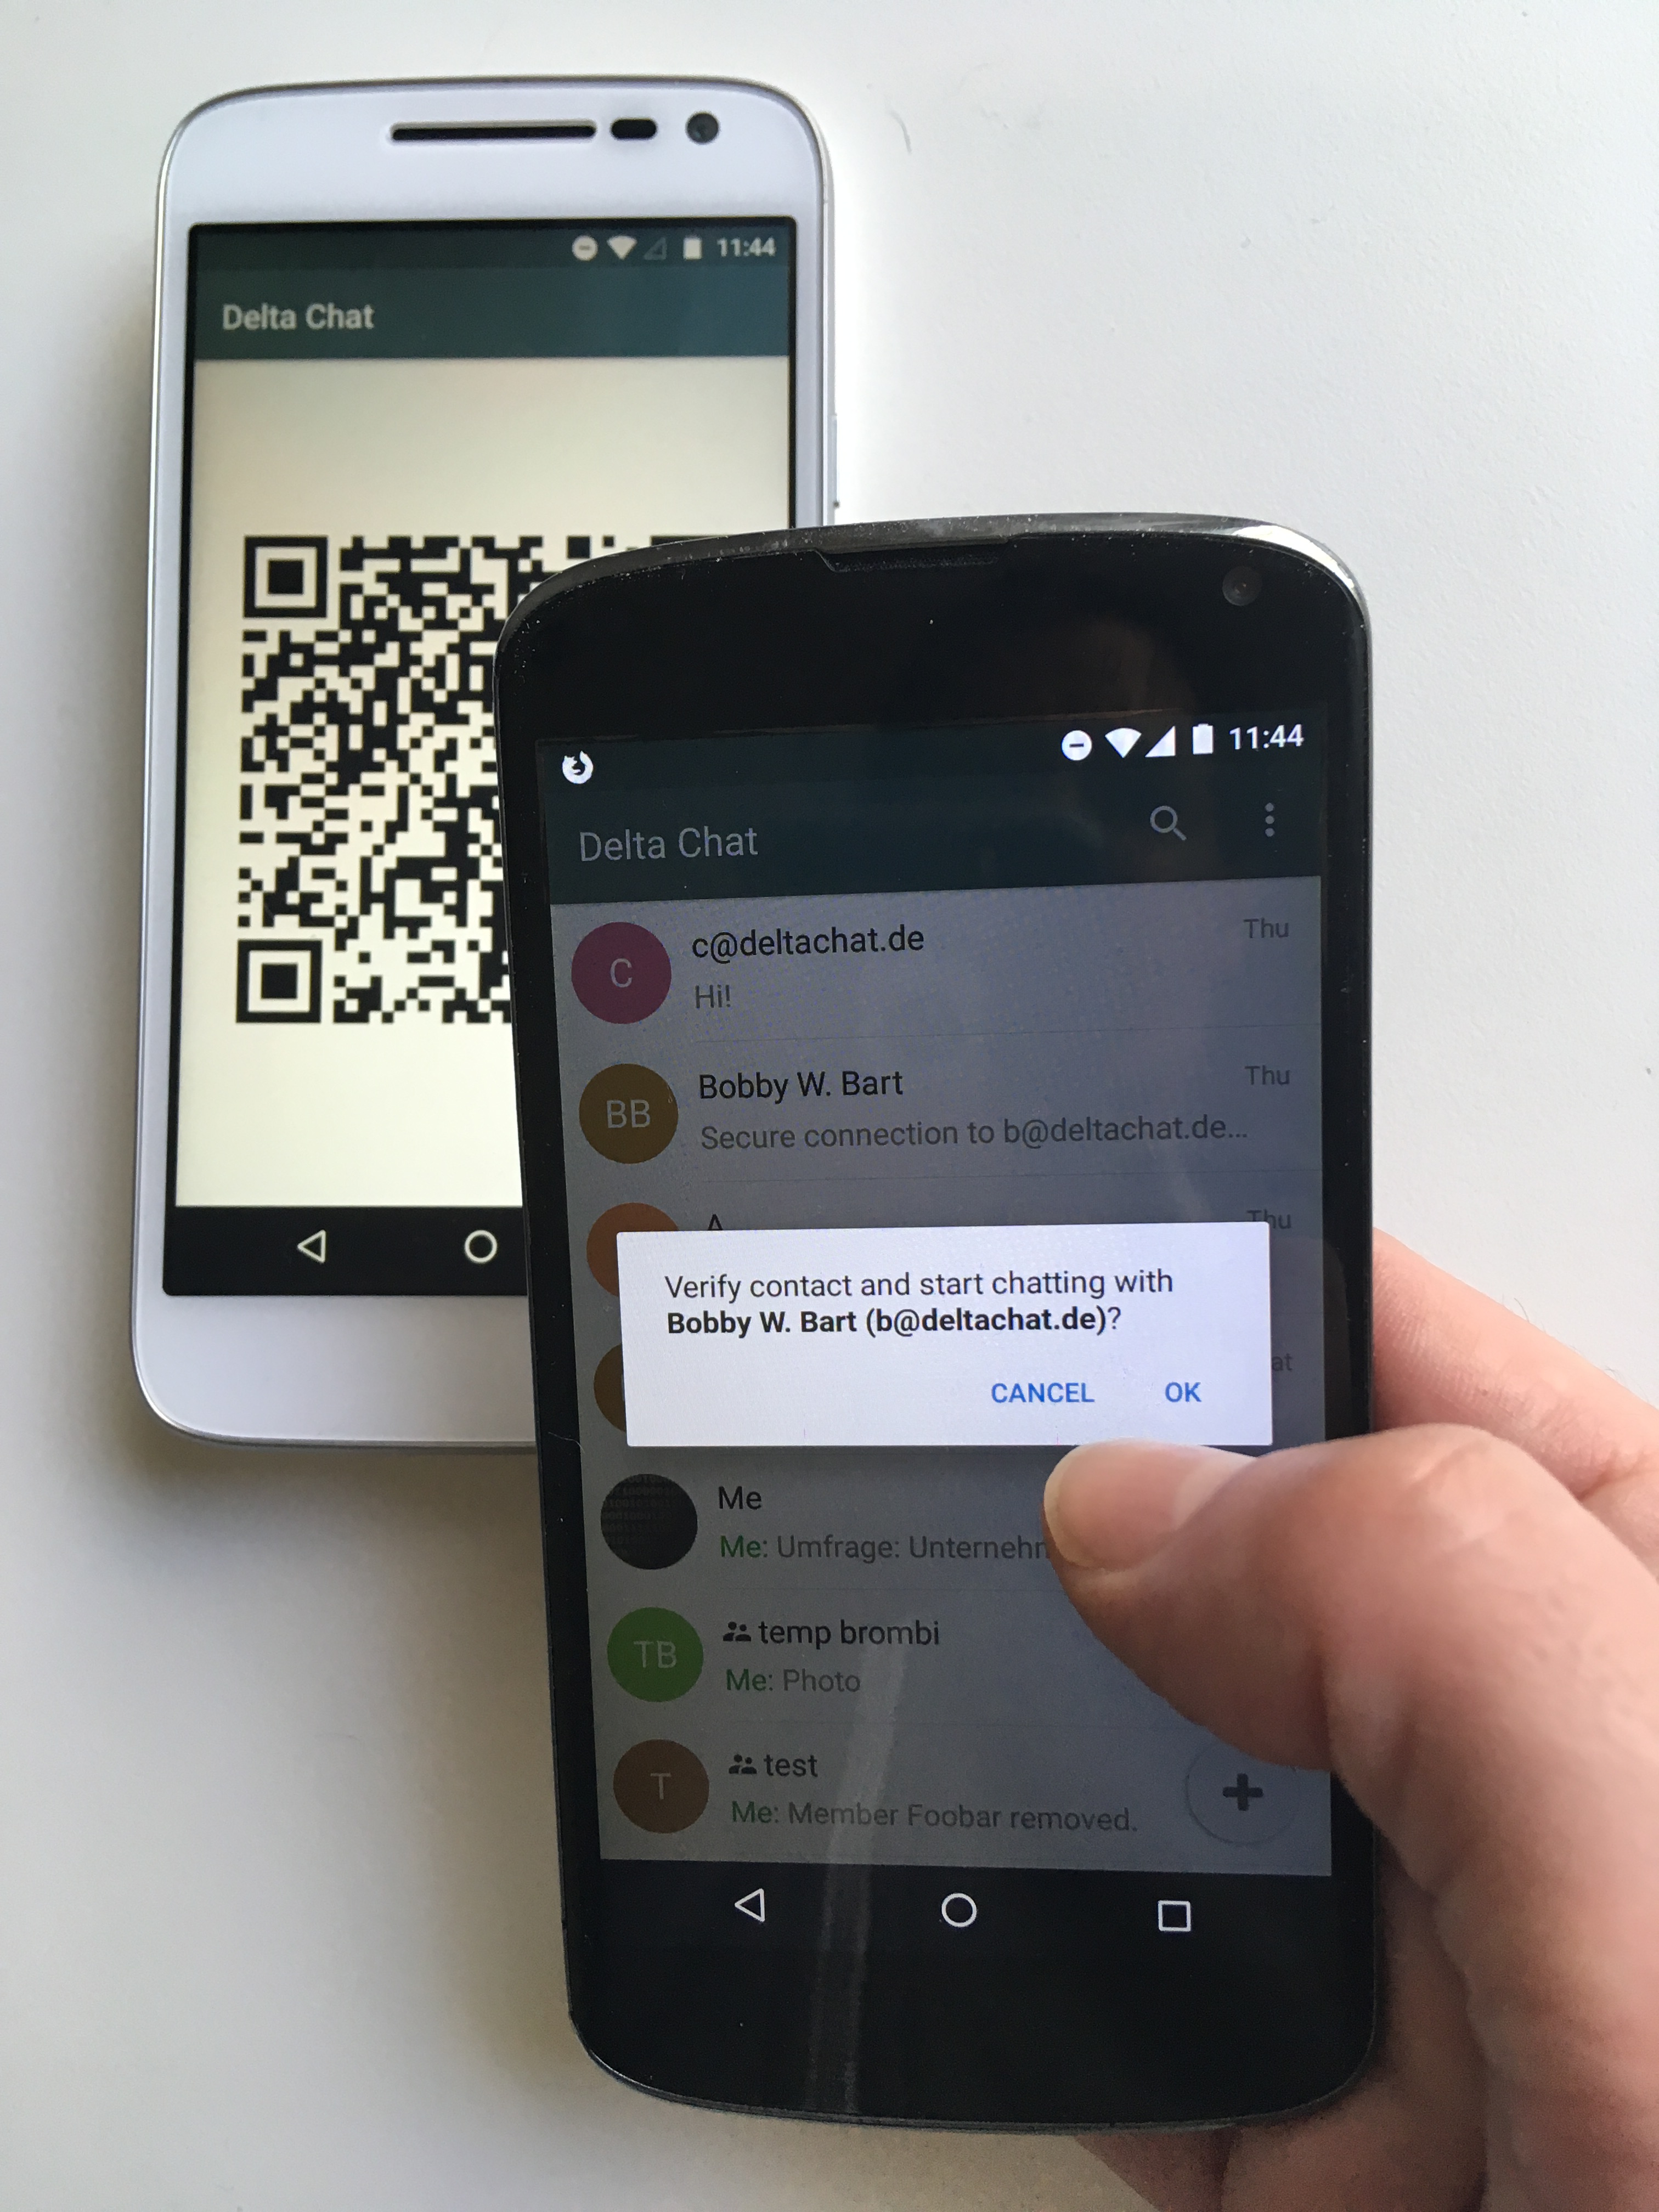 11:44
Delta Chat
11:44
Delta Chat
C
c@deltachat.de
Thu
Hi!
BB
Bobby W. Bart
Thu
Secure connection to b@deltachat.de...
A
Thu
Verify contact and start chatting with
Bobby W. Bart (b@deltachat.de)?
CANCEL OK
Me
Me: Umfrage: Unternehm
TB
temp brombi
Me: Photo
T
test
Me: Member Foobar removed.